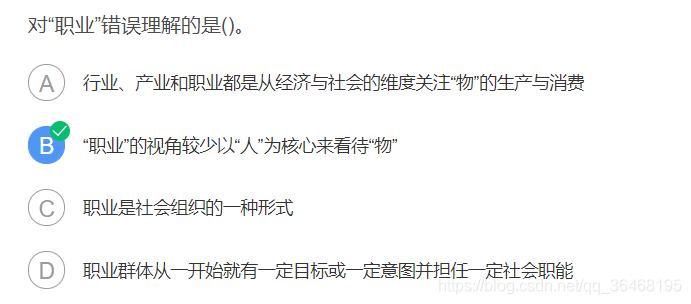 对“职业”错误理解的是()。
A 行业、产业和职业都是从经济与社会的维度关注“物”的生产与消费
B “职业”的视角较少以“人”为核心来看待“物”
C 职业是社会组织的一种形式
D 职业群体从一开始就有一定目标或一定意图并担任一定社会职能
https://blog.csdn.net/qq_36468195